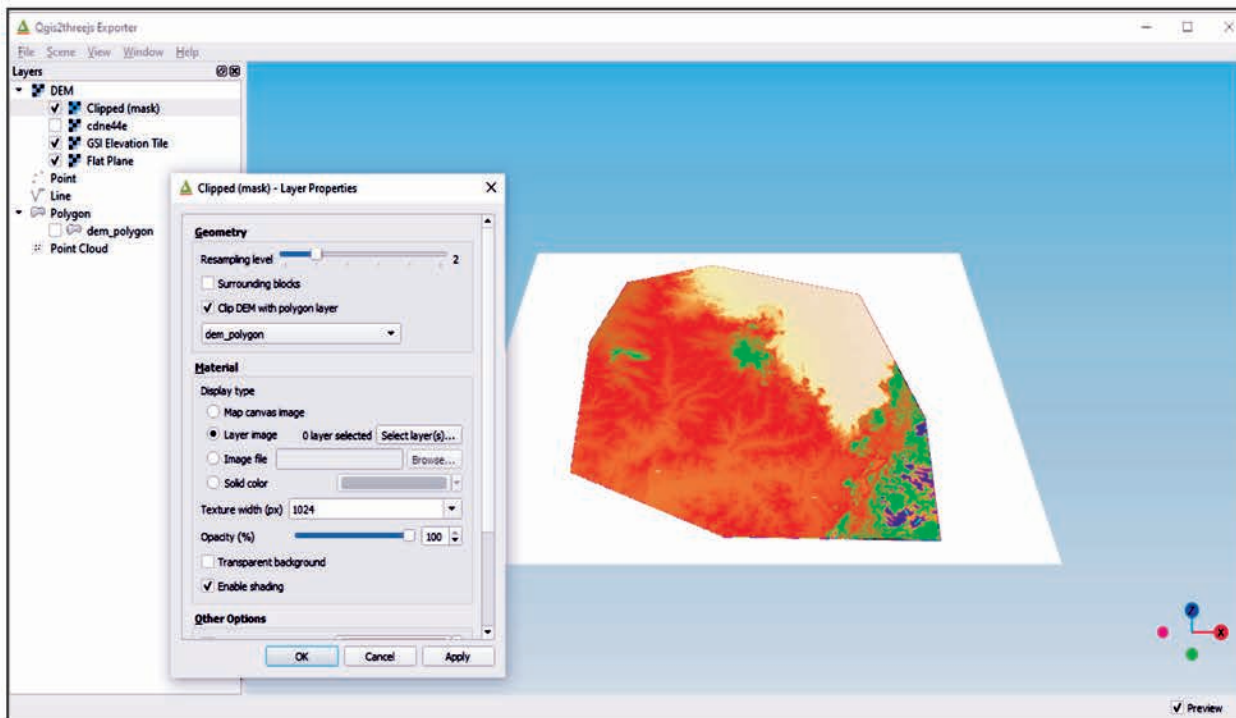 Qgis2threejs Exporter
File Scene View Window Help
Layers
DEM
Clipped (mask)
cdne44e
GSI Elevation Tile
Flat Plane
Point
Line
Polygon
dem_polygon
Point Cloud
Clipped (mask) - Layer Properties
Geometry
Resampling level 2
Surrounding blocks
Clip DEM with polygon layer
dem_polygon
Material
Display type
Map canvas image
Layer image 0 layer selected Select layer(s)...
Image file Browse...
Solid color
Texture width (px) 1024
Opacity (%) 100
Transparent background
Enable shading
Other Options
OK Cancel Apply
Z
X
Preview